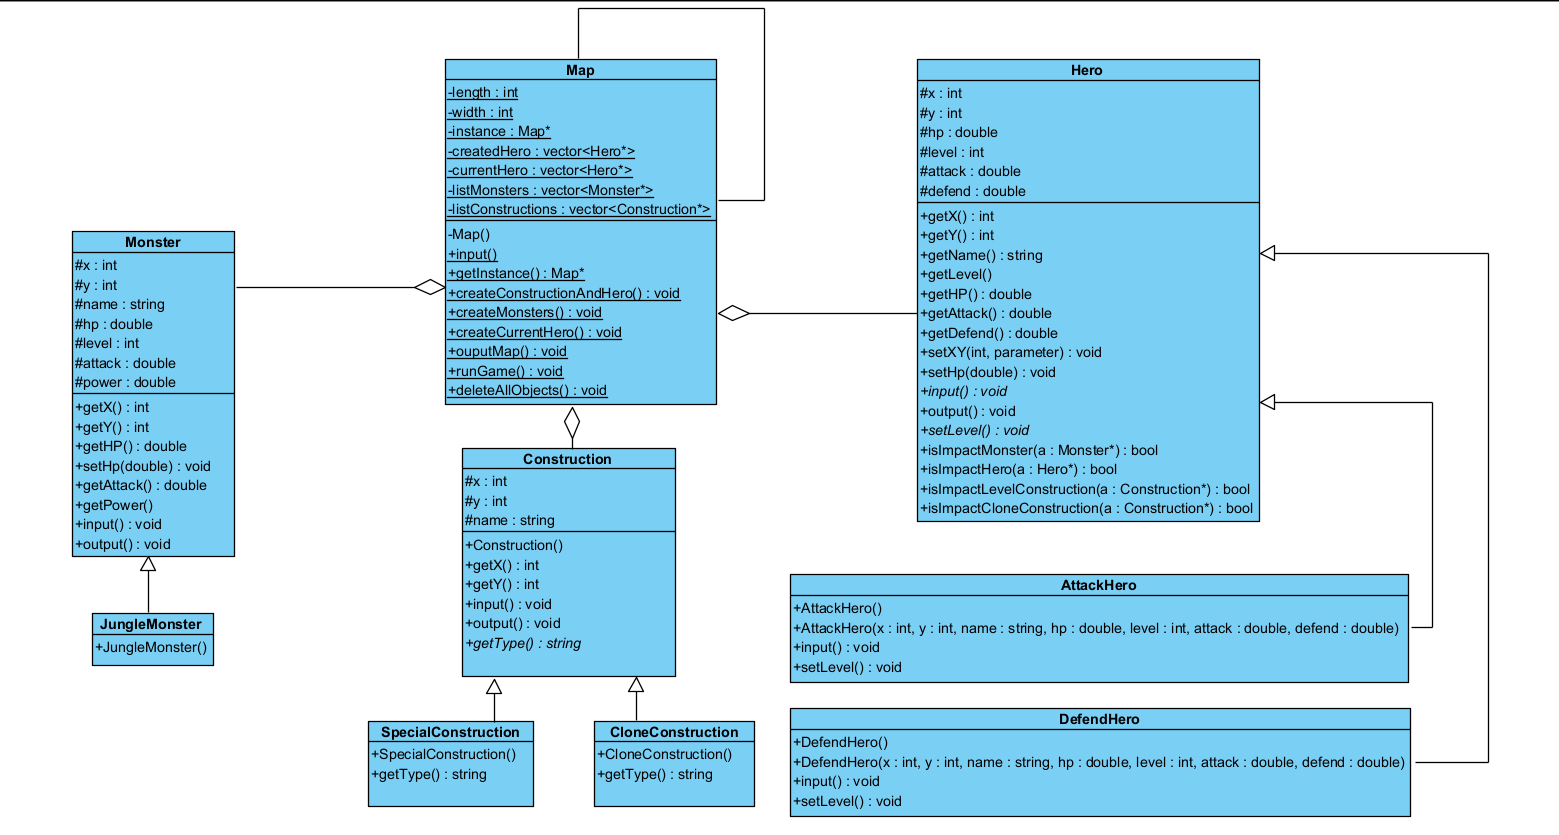 Map
-length : int
-width : int
-instance : Map*
-createdHero : vector<Hero*>
-currentHero : vector<Hero*>
-listMonsters : vector<Monster*>
-listConstructions : vector<Construction*>
-Map()
+input()
+getInstance() : Map*
+createConstructionAndHero() : void
+createMonsters() : void
+createCurrentHero() : void
+ouputMap() : void
+runGame() : void
+deleteAllObjects() : void
Hero
#x : int
#y : int
#hp : double
#level : int
#attack : double
#defend : double
+getX() : int
+getY() : int
+getName() : string
+getLevel()
+getHP() : double
+getAttack() : double
+getDefend() : double
+setXY(int, parameter) : void
+setHp(double) : void
+input() : void
+output() : void
+setLevel() : void
+isImpactMonster(a : Monster*) : bool
+isImpactHero(a : Hero*) : bool
+isImpactLevelConstruction(a : Construction*) : bool
+isImpactCloneConstruction(a : Construction*) : bool
Monster
#x : int
#y : int
#name : string
#hp : double
#level : int
#attack : double
#power : double
+getX() : int
+getY() : int
+getHP() : double
+setHp(double) : void
+getAttack() : double
+getPower()
+input() : void
+output() : void
JungleMonster
+JungleMonster()
Construction
#x : int
#y : int
#name : string
+Construction()
+getX() : int
+getY() : int
+input() : void
+output() : void
+getType() : string
SpecialConstruction
+SpecialConstruction()
+getType() : string
CloneConstruction
+CloneConstruction()
+getType() : string
AttackHero
+AttackHero()
+AttackHero(x : int, y : int, name : string, hp : double, level : int, attack : double, defend : double)
+input() : void
+setLevel() : void
DefendHero
+DefendHero()
+DefendHero(x : int, y : int, name : string, hp : double, level : int, attack : double, defend : double)
+input() : void
+setLevel() : void